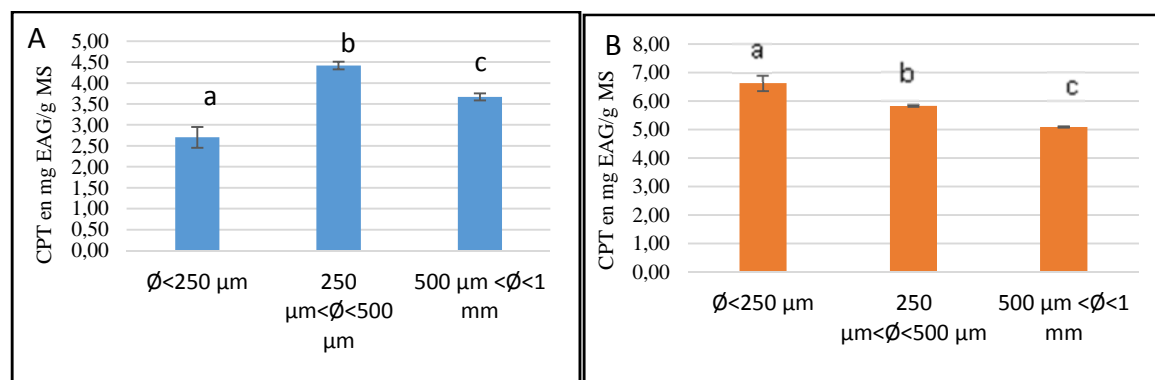 A
CPT en mg EAG/g MS
5,00
4,50
4,00
3,50
3,00
2,50
2,00
1,50
1,00
0,50
0,00
a
b
c
Ø<250 µm
250
µm<Ø<500
µm
500 µm <Ø<1
mm
B
CPT en mg EAG/g MS
8,00
7,00
6,00
5,00
4,00
3,00
2,00
1,00
0,00
a
b
c
Ø<250 µm
250
µm<Ø<500 µm
500 µm <Ø<1
mm